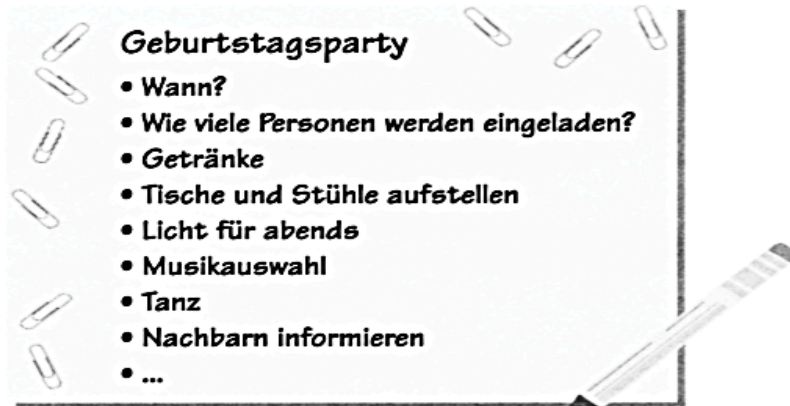 Geburtstagsparty
• Wann?
• Wie viele Personen werden eingeladen?
• Getränke
• Tische und Stühle aufstellen
• Licht für abends
• Musikauswahl
• Tanz
• Nachbarn informieren
• ...